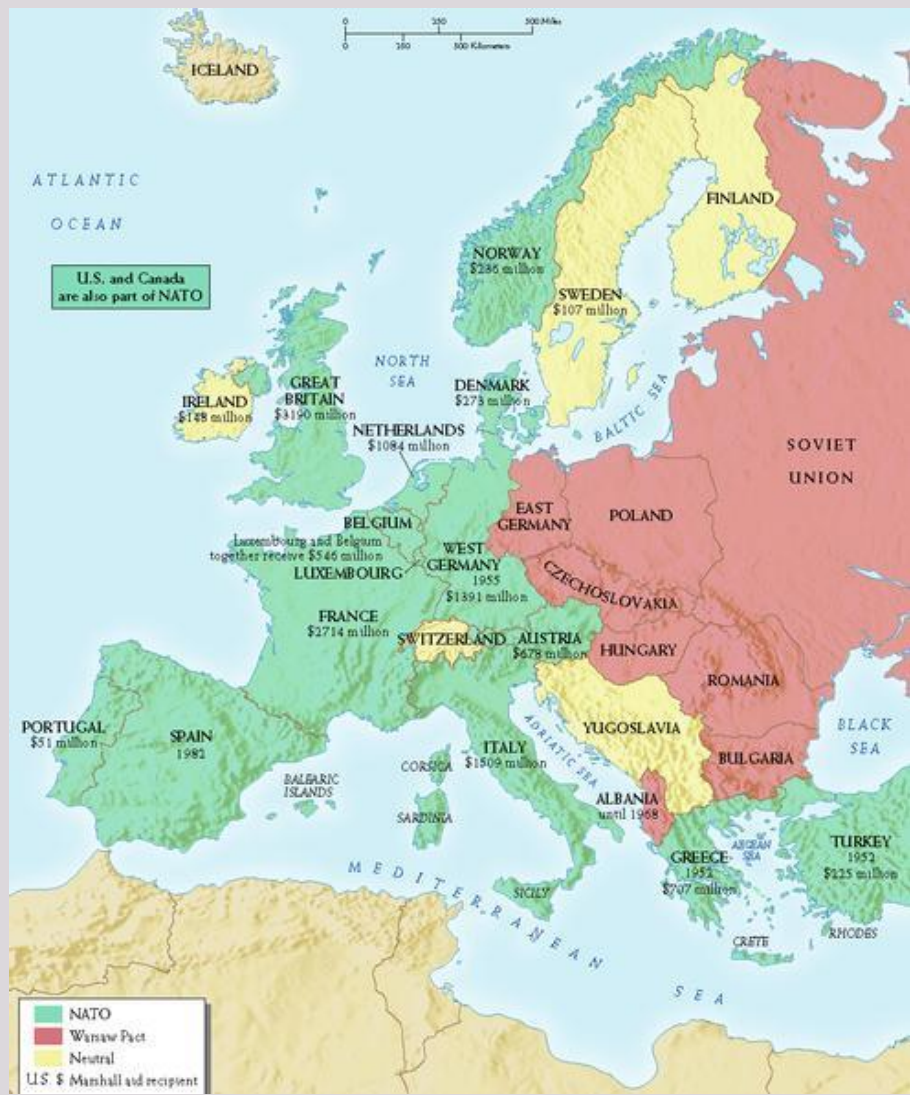 0 250 500 Miles
0 250 500 Kilometers
ICELAND
ATLANTIC
OCEAN
U.S. and Canada
are also part of NATO
NORWAY
$236 million
SWEDEN
$107 million
FINLAND
NORTH
SEA
IRELAND
$148 million
GREAT
BRITAIN
$3190 million
DENMARK
$273 million
BALTIC SEA
NETHERLANDS
$1084 million
SOVIET
UNION
BELGIUM
Luxembourg and Belgium
together receive $546 million
LUXEMBOURG
WEST
GERMANY
1955
$1391 million
EAST
GERMANY
POLAND
CZECHOSLOVAKIA
FRANCE
$2714 million
SWITZERLAND
AUSTRIA
$678 million
HUNGARY
ROMANIA
PORTUGAL
$51 million
SPAIN
1982
BALEARIC
ISLANDS
CORSICA
SARDINIA
ITALY
$1509 million
ADRIATIC SEA
YUGOSLAVIA
BULGARIA
BLACK
SEA
ALBANIA
until 1968
GREECE
1952
$707 million
AEGEAN
SEA
TURKEY
1952
$225 million
SICILY
CRETE
RHODES
MEDITERRANEAN
SEA
NATO
Warsaw Pact
Neutral
U.S. $ Marshall aid recipient